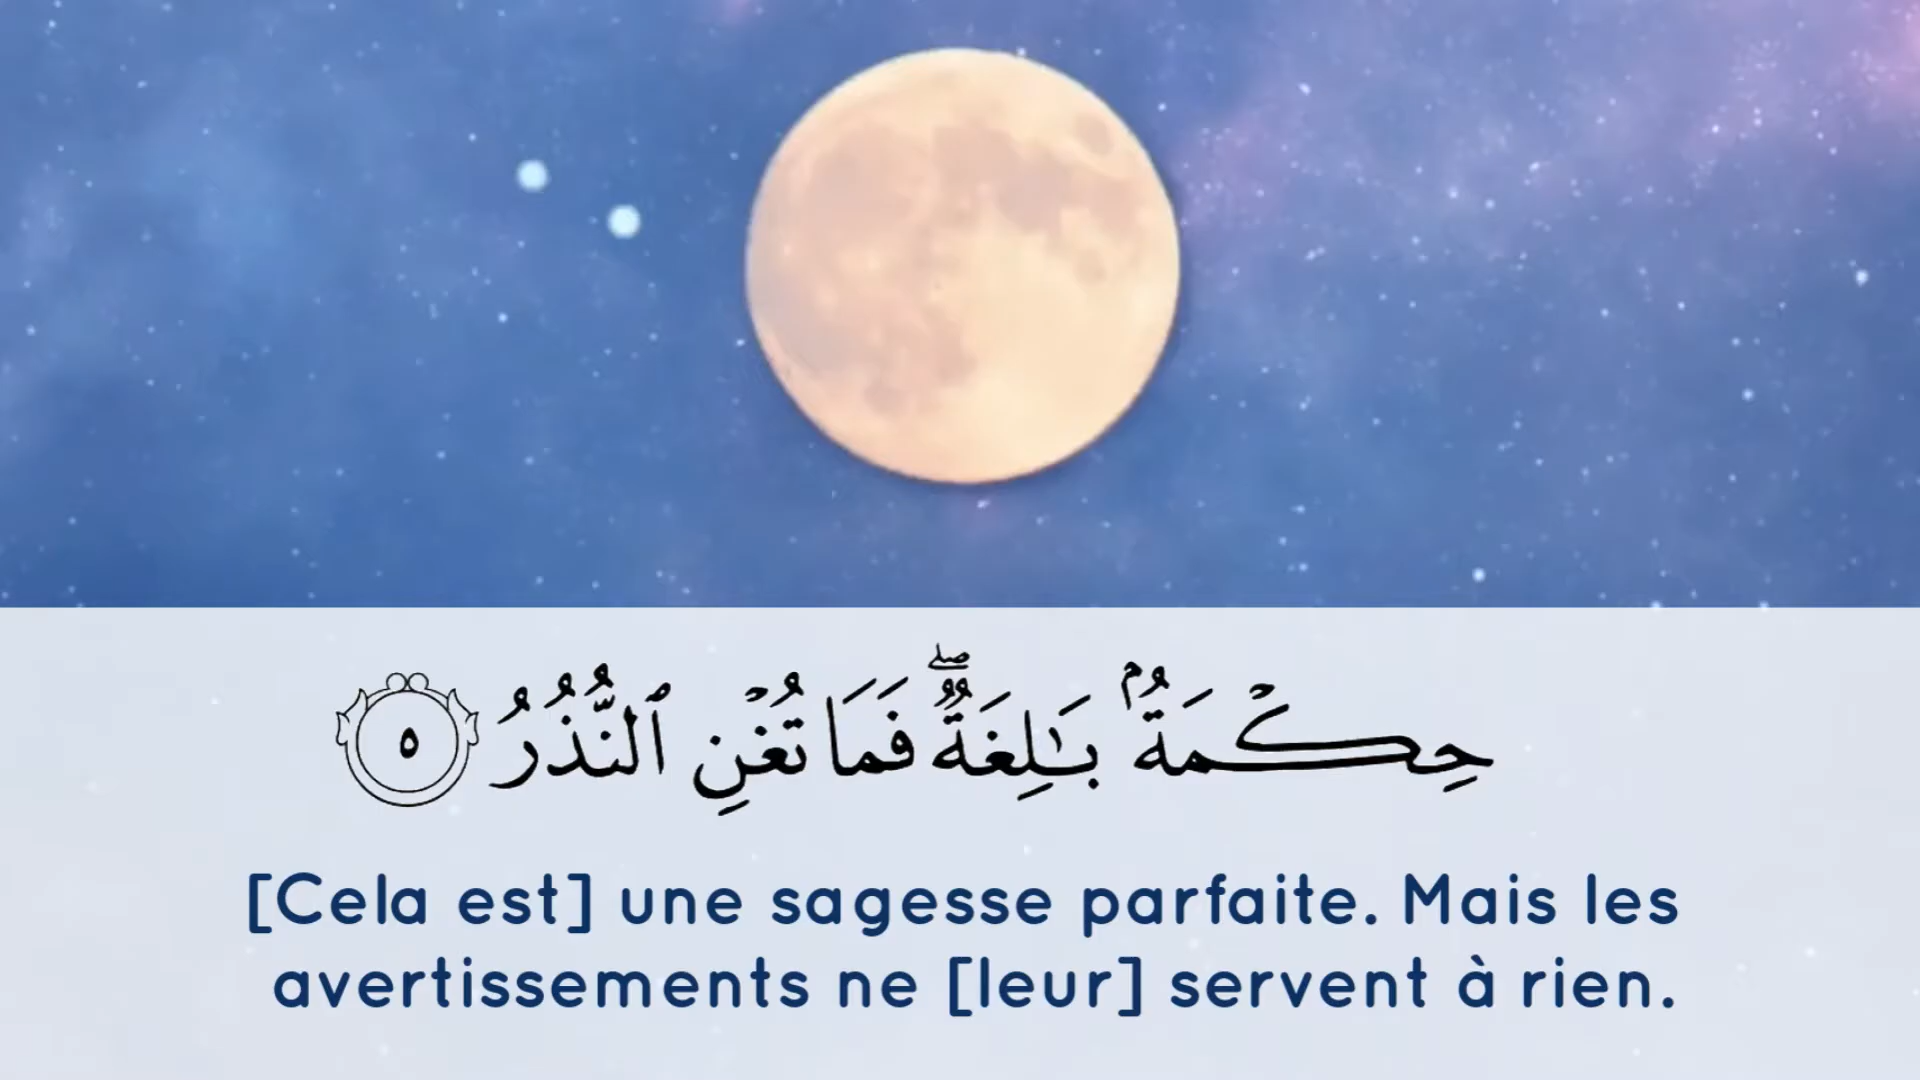 حِكۡمَةُۢ بَٰلِغَةٌۖ فَمَا تُغۡنِ ٱلنُّذُرُ ٥
[Cela est] une sagesse parfaite. Mais les
avertissements ne [leur] servent à rien.